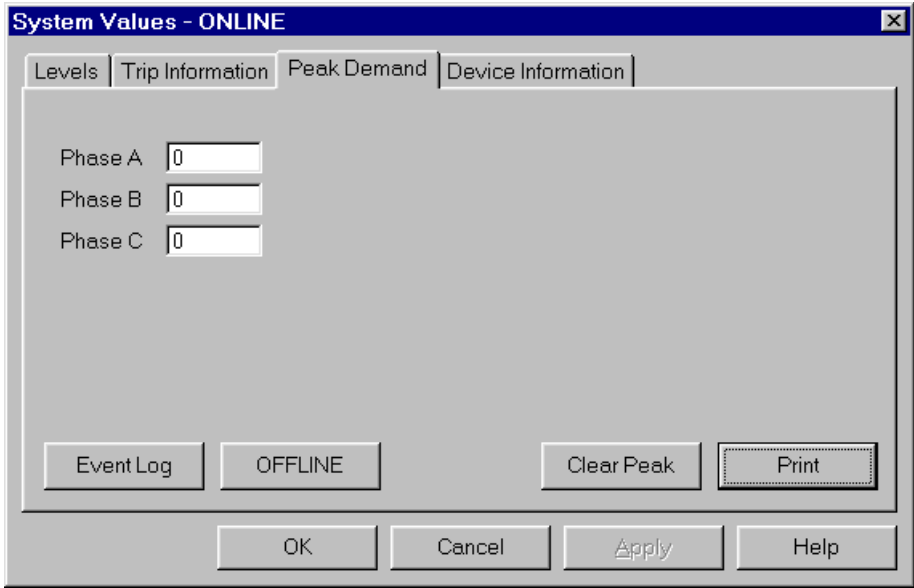 System Values - ONLINE
Levels Trip Information Peak Demand Device Information
Phase A 0
Phase B 0
Phase C 0
Event Log OFFLINE Clear Peak Print
OK Cancel Apply Help